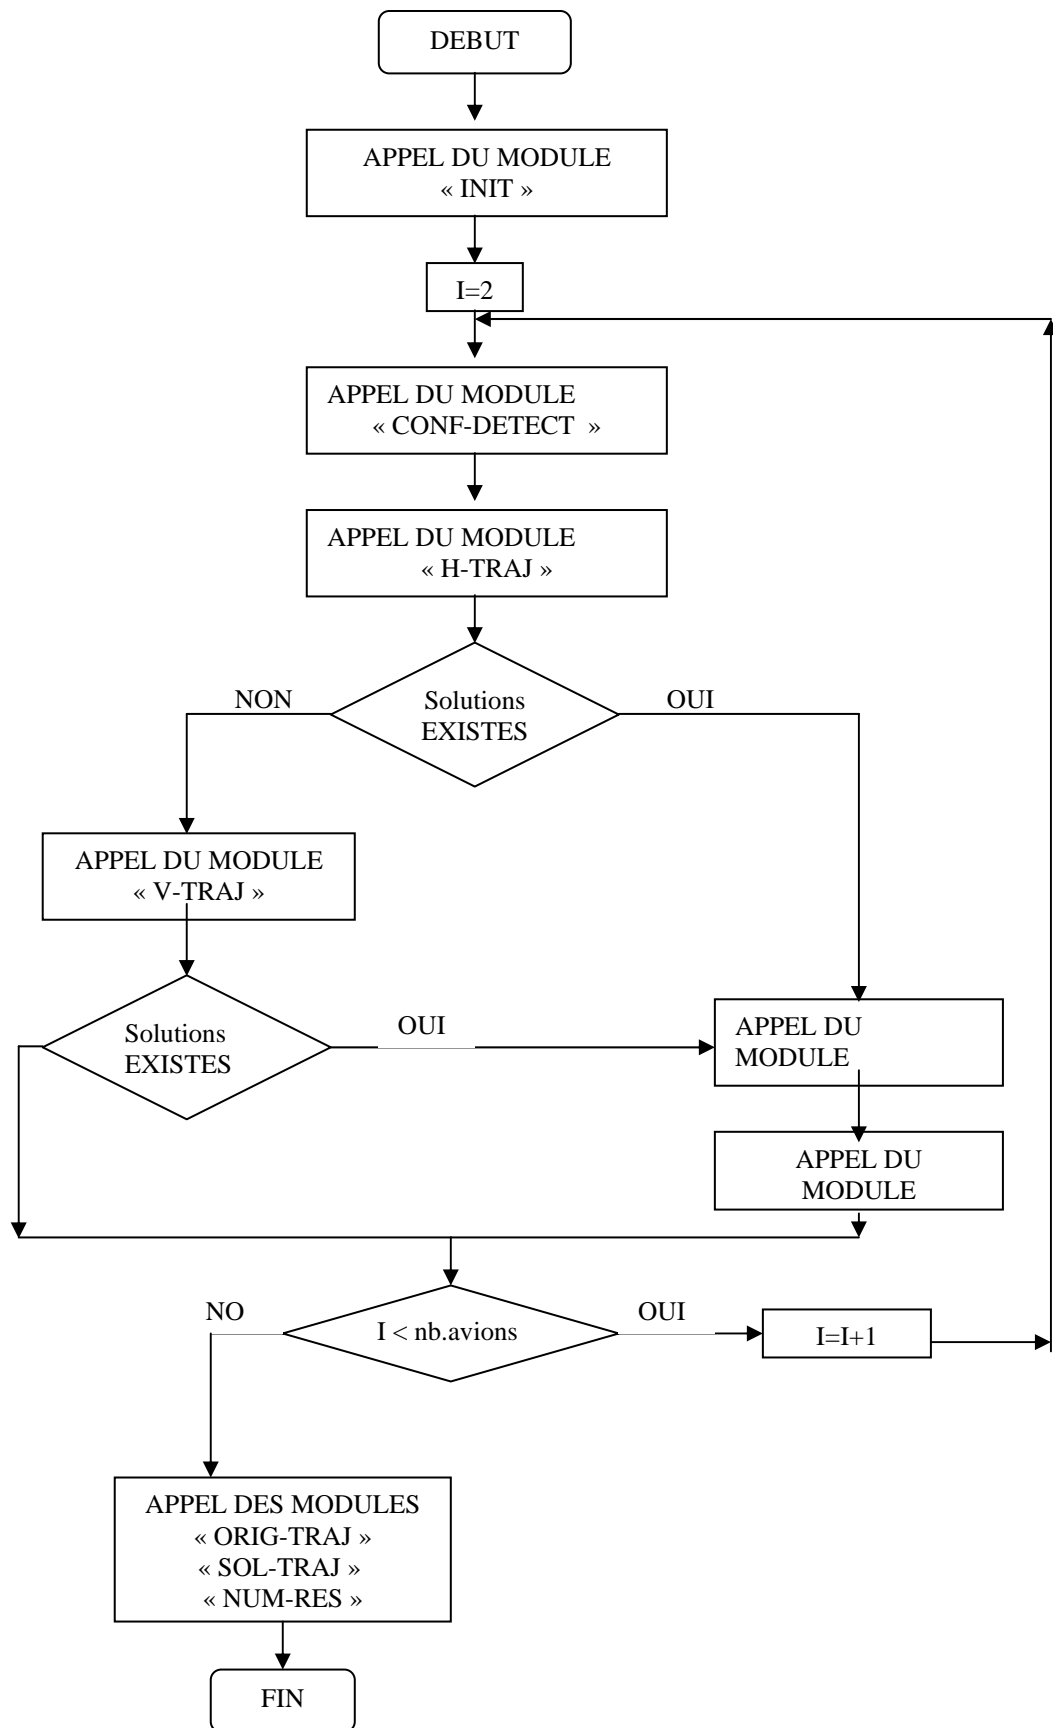 DEBUT
APPEL DU MODULE
« INIT »
I=2
APPEL DU MODULE
« CONF-DETECT  »
APPEL DU MODULE
« H-TRAJ »
NON
Solutions
EXISTES
OUI
APPEL DU MODULE
« V-TRAJ »
Solutions
EXISTES
OUI
APPEL DU
MODULE
APPEL DU
MODULE
NO
I < nb.avions
OUI
I=I+1
APPEL DES MODULES
« ORIG-TRAJ »
« SOL-TRAJ »
« NUM-RES »
FIN